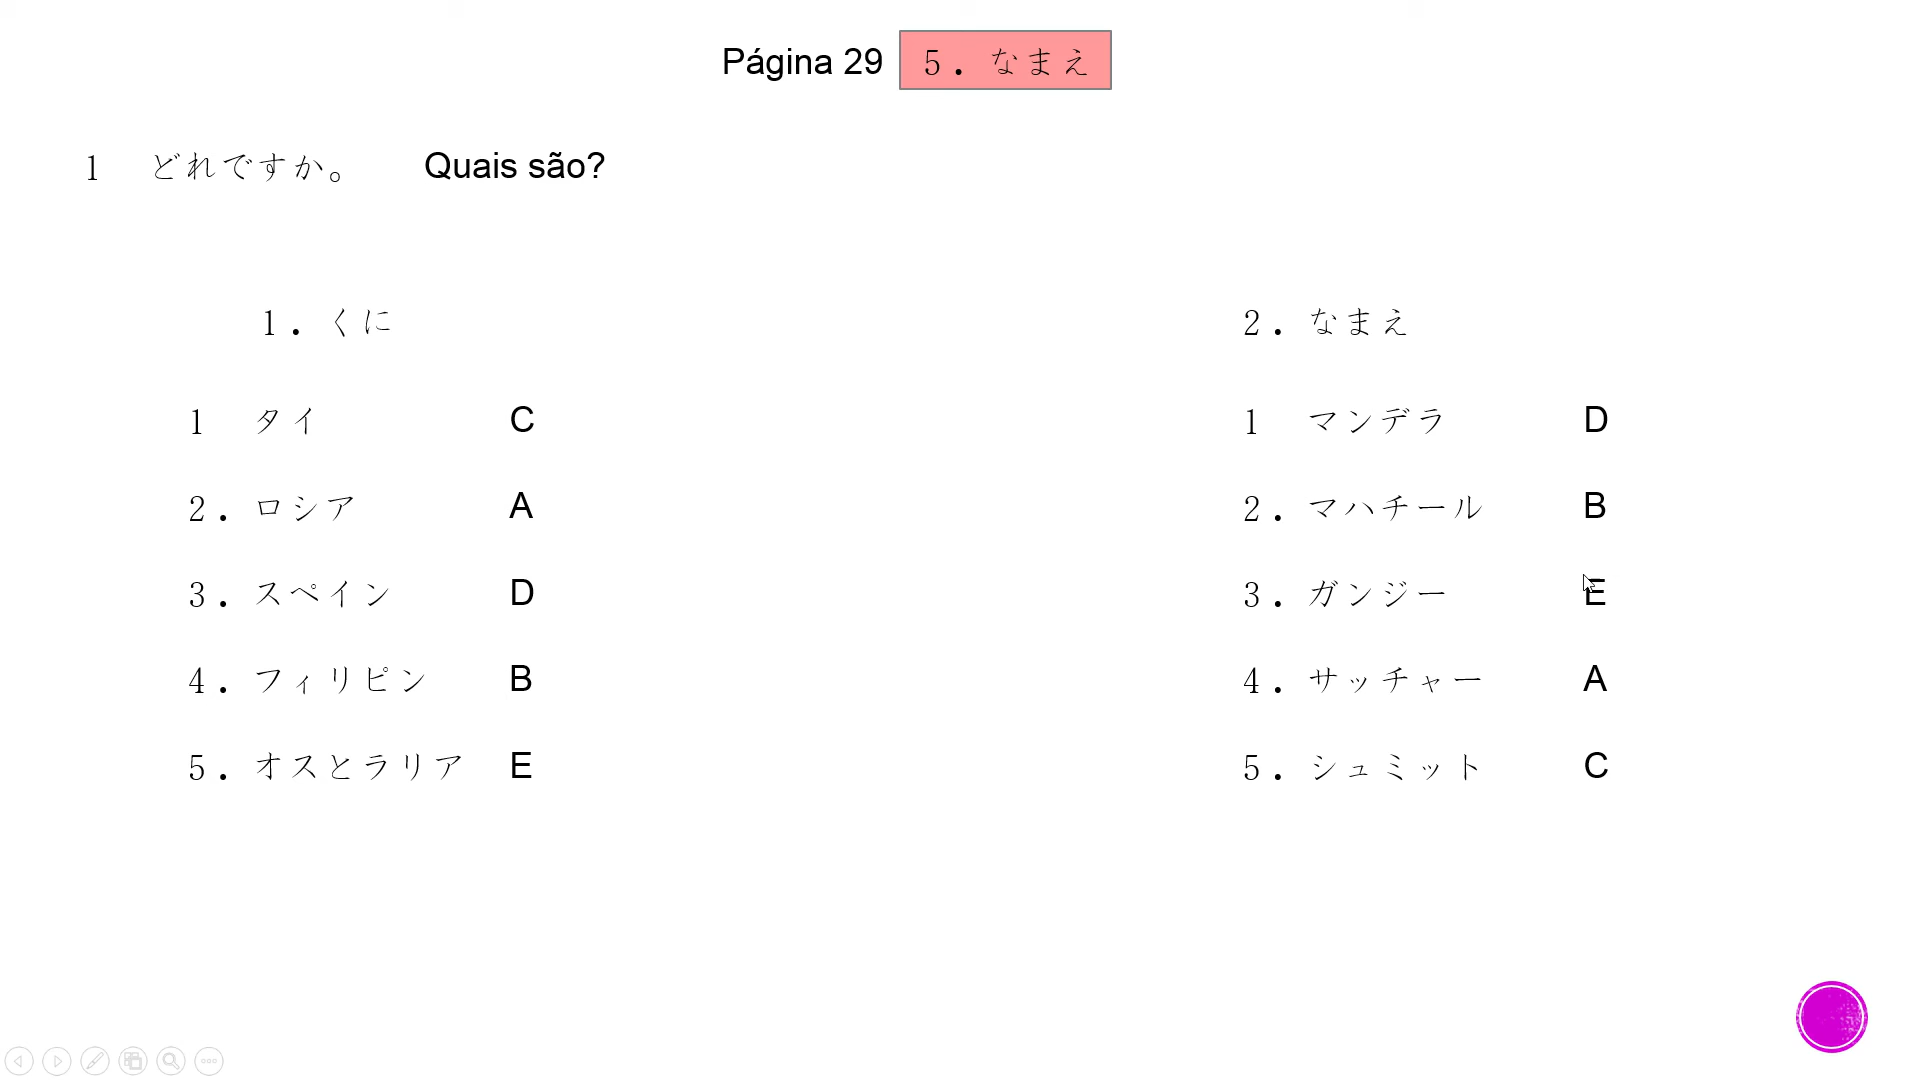 Página 29 5．なまえ
1 どれですか。 Quais são?
1．くに
1 タイ C
2．ロシア A
3．スペイン D
4．フィリピン B
5．オスとラリア E
2．なまえ
1 マンデラ D
2．マハチール B
3．ガンジー E
4．サッチャー A
5．シュミット C